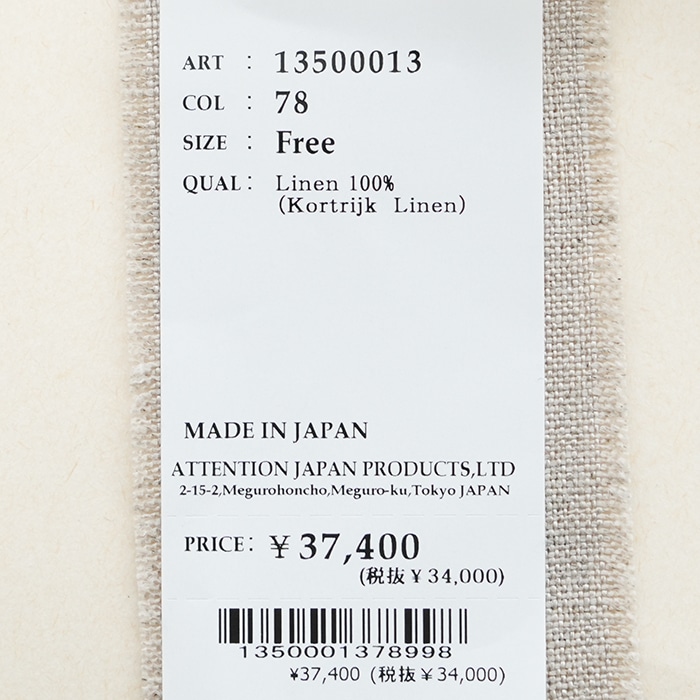 ART : 13500013
COL : 78
SIZE : Free
QUAL : Linen 100%
(Kortrijk Linen)
MADE IN JAPAN
ATTENTION JAPAN PRODUCTS,LTD
2-15-2,Megurohoncho,Meguro-ku,Tokyo JAPAN
PRICE: ¥37,400
(税抜¥34,000)
1350001378998
¥37,400 (税抜¥34,000)